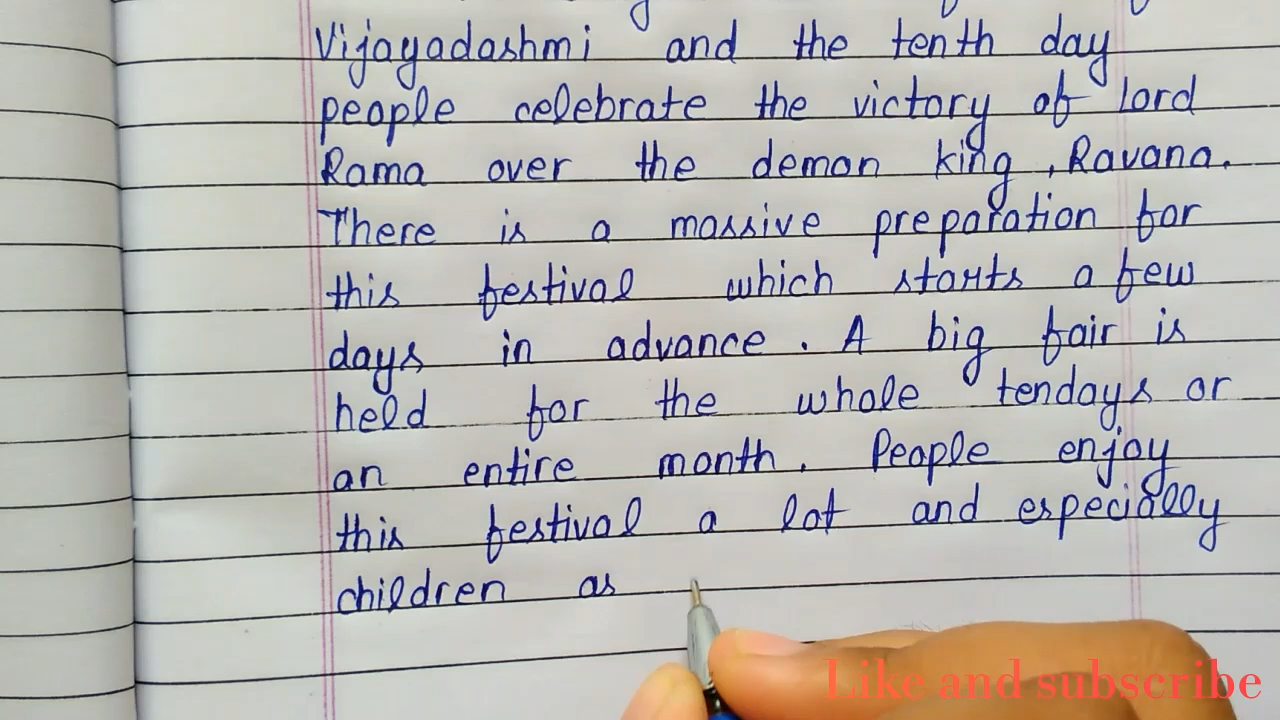 Vijayadashmi and the tenth day
people celebrate the victory of lord
Rama over the demon king , Ravana.
There is a massive preparation for
this festival which starts a few
days in advance . A big fair is
held for the whole tendays or
an entire month. People enjoy
this festival a lot and especially
children as
Like and subscribe